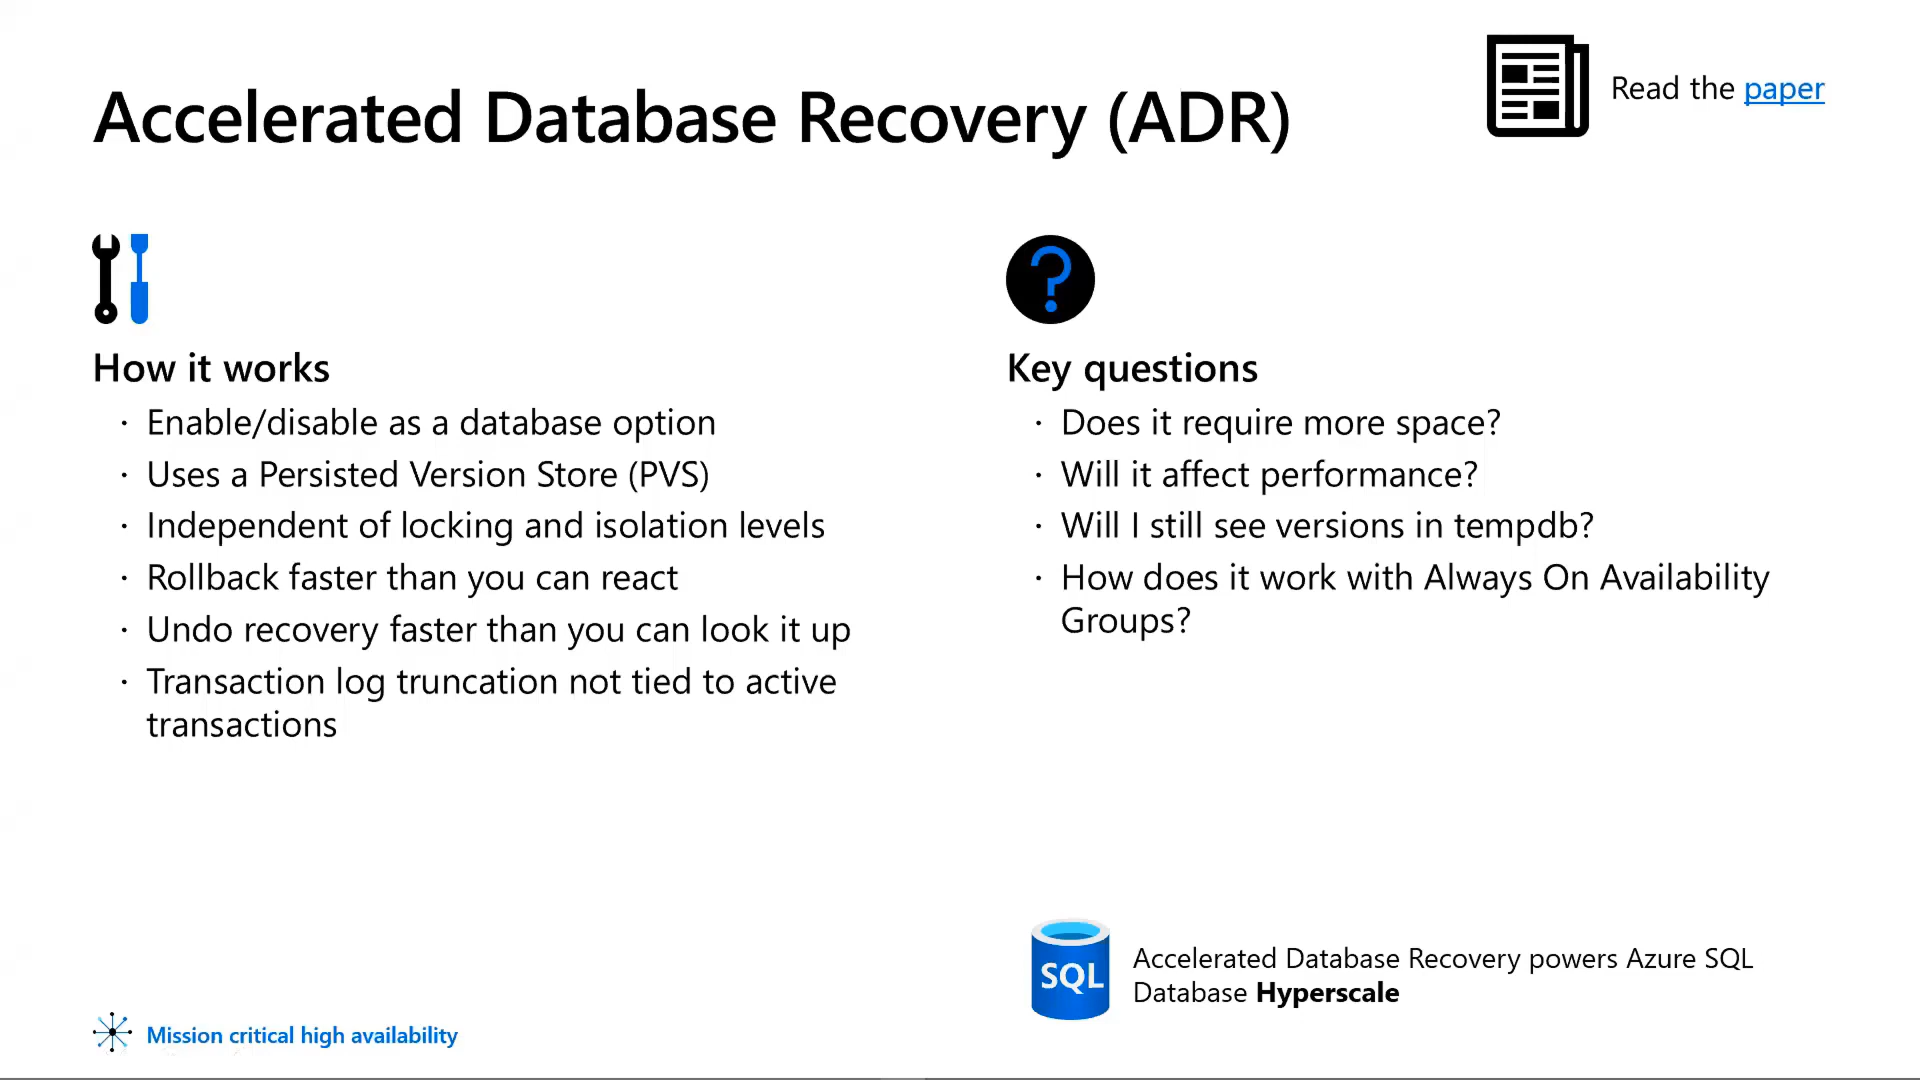 Accelerated Database Recovery (ADR)
Read the paper
How it works
· Enable/disable as a database option
· Uses a Persisted Version Store (PVS)
· Independent of locking and isolation levels
· Rollback faster than you can react
· Undo recovery faster than you can look it up
· Transaction log truncation not tied to active
transactions
Key questions
· Does it require more space?
· Will it affect performance?
· Will I still see versions in tempdb?
· How does it work with Always On Availability
Groups?
SQL
Accelerated Database Recovery powers Azure SQL
Database Hyperscale
Mission critical high availability